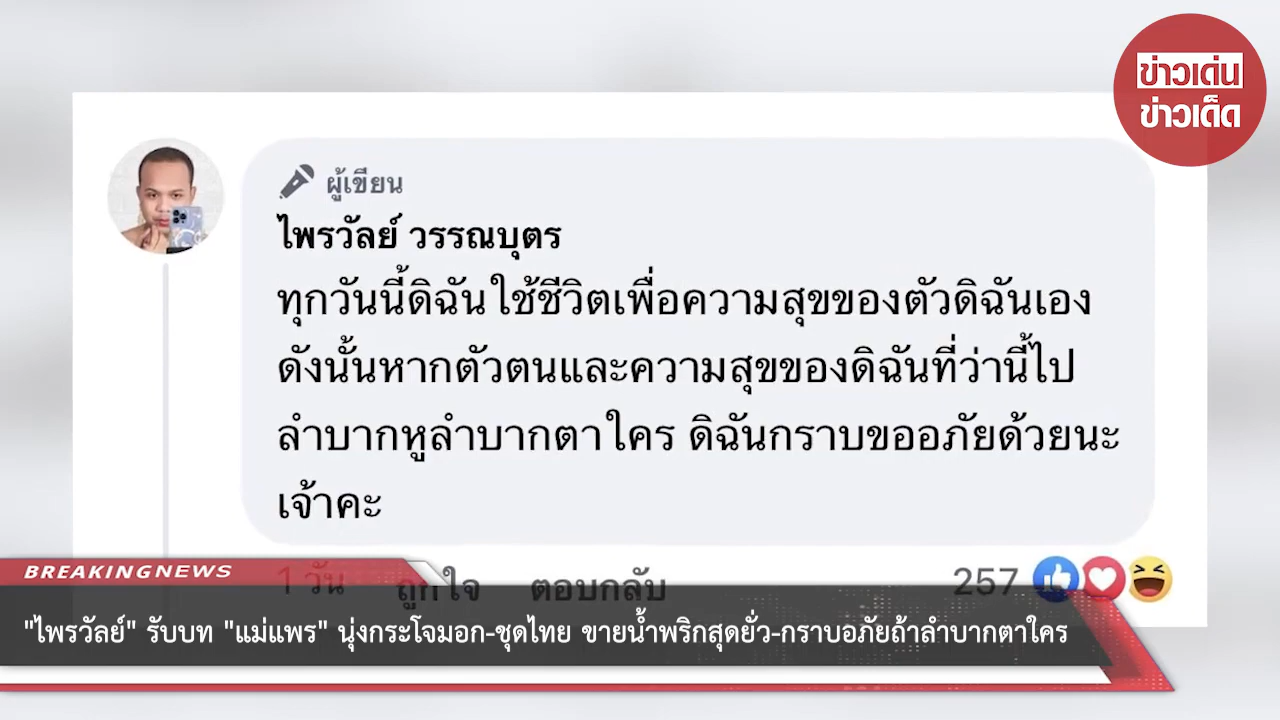 ข่าวเด่น
ข่าวเด็ด
ผู้เขียน
ไพรวัลย์ วรรณบุตร
ทุกวันนี้ดิฉันใช้ชีวิตเพื่อความสุขของตัวดิฉันเอง
ดังนั้นหากตัวตนและความสุขของดิฉันที่ว่านี้ไป
ลำบากหูลำบากตาใคร ดิฉันกราบขออภัยด้วยนะ
เจ้าคะ
1 วัน ถูกใจ ตอบกลับ 257
BREAKING NEWS
"ไพรวัลย์" รับบท "แม่แพร" นุ่งกระโจมอก-ชุดไทย ขายน้ำพริกสุดยั่ว-กราบอภัยถ้าลำบากตาใคร